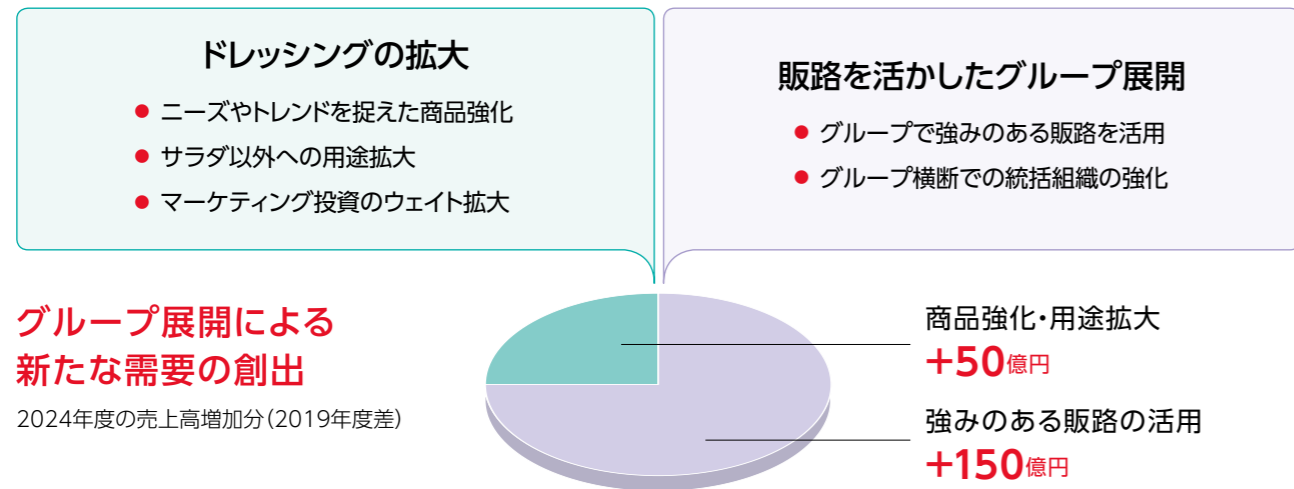 ドレッシングの拡大
● ニーズやトレンドを捉えた商品強化
● サラダ以外への用途拡大
● マーケティング投資のウェイト拡大
販路を活かしたグループ展開
● グループで強みのある販路を活用
● グループ横断での統括組織の強化
グループ展開による
新たな需要の創出
2024年度の売上高増加分(2019年度差)
商品強化・用途拡大
+50億円
強みのある販路の活用
+150億円